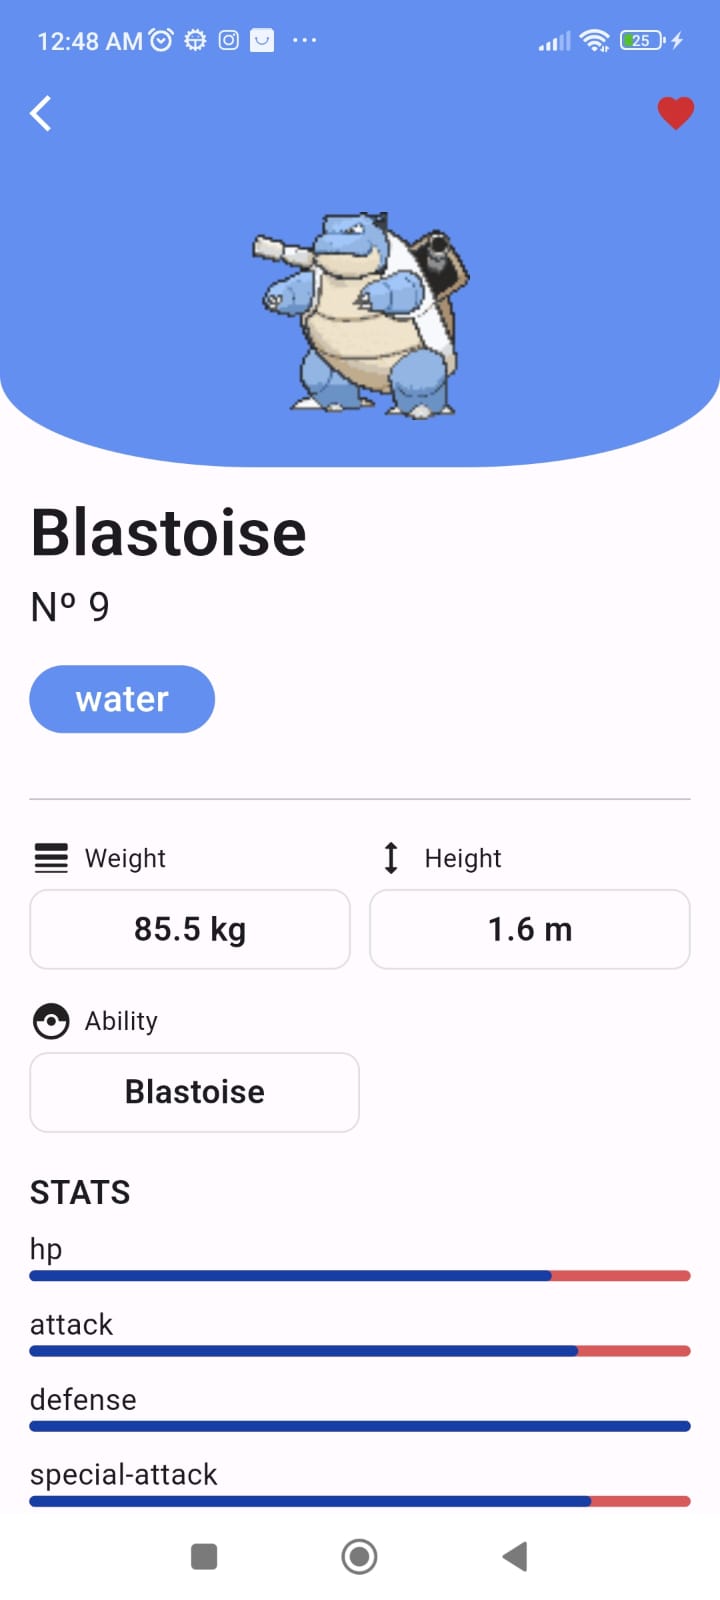 12:48 AM
25
Blastoise
Nº 9
water
Weight
Height
85.5 kg
1.6 m
Ability
Blastoise
STATS
hp
attack
defense
special-attack